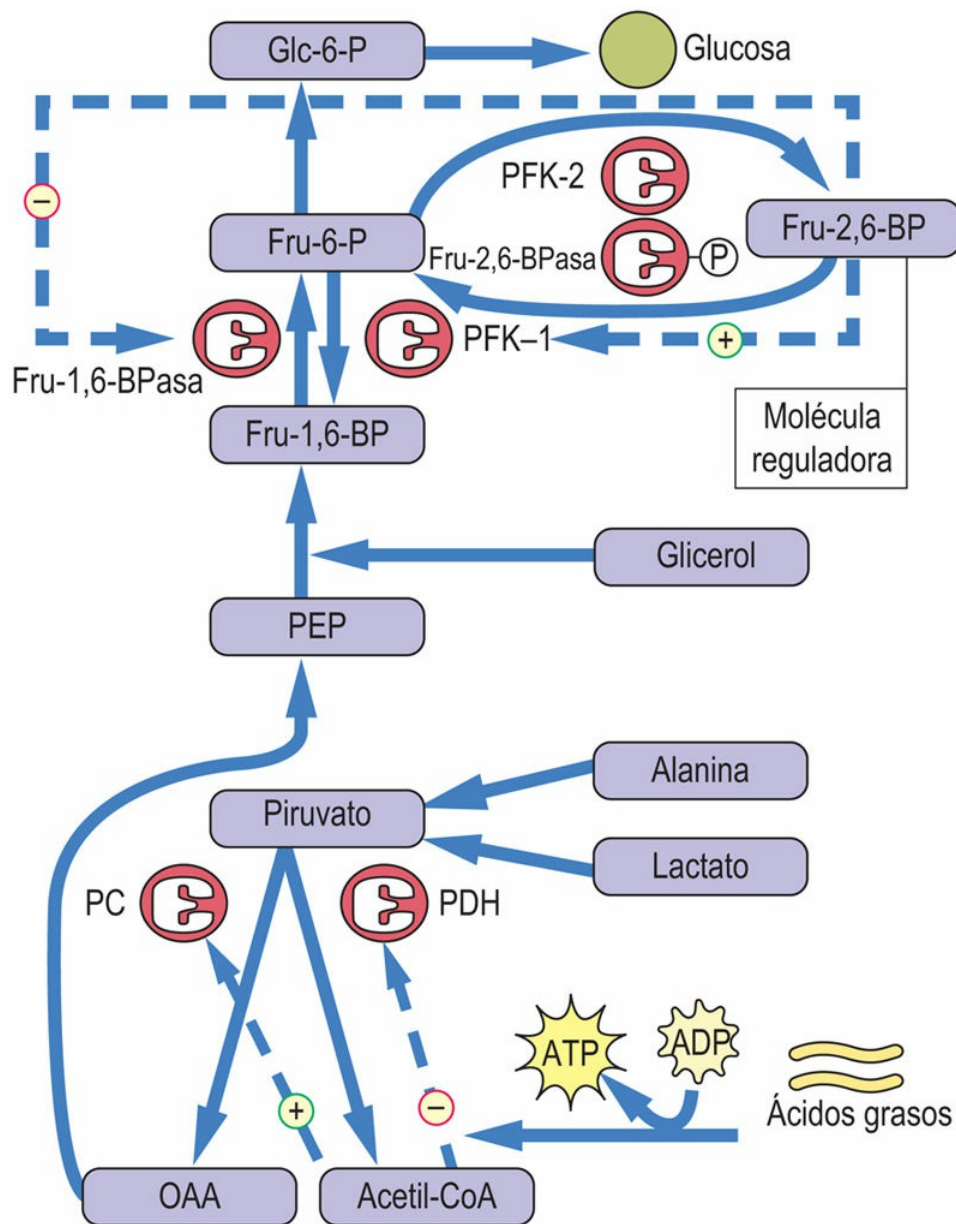 Glc-6-P
Glucosa
−
PFK-2
Fru-6-P
Fru-2,6-BP
Fru-2,6-BPasa
P
PFK–1
+
Fru-1,6-BPasa
Fru-1,6-BP
Molécula
reguladora
Glicerol
PEP
Alanina
Piruvato
Lactato
PC
PDH
ATP
ADP
+
−
Ácidos grasos
OAA
Acetil-CoA